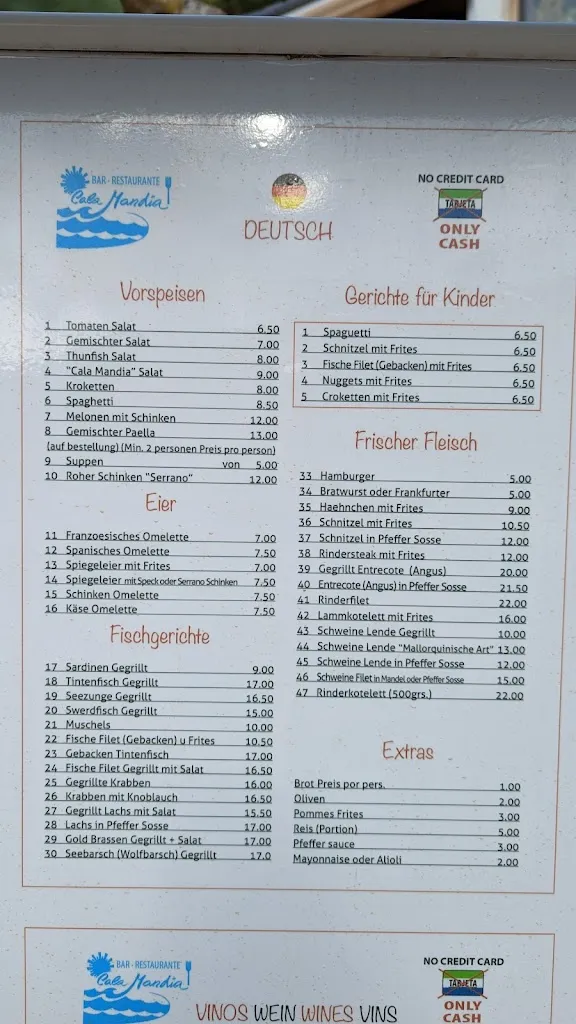 BAR - RESTAURANTE
Cala Mandia
DEUTSCH
NO CREDIT CARD
TARJETA
ONLY
CASH
Vorspeisen
1 Tomaten Salat 6.50
2 Gemischter Salat 7.00
3 Thunfish Salat 8.00
4 "Cala Mandia" Salat 9.00
5 Kroketten 8.00
6 Spaghetti 8.50
7 Melonen mit Schinken 12.00
8 Gemischter Paella 13.00
(auf bestellung) (Min. 2 personen Preis pro person)
9 Suppen von 5.00
10 Roher Schinken "Serrano" 12.00
Eier
11 Franzoesisches Omelette 7.00
12 Spanisches Omelette 7.50
13 Spiegeleier mit Frites 7.00
14 Spiegeleier mit Speck oder Serrano Schinken 7.50
15 Schinken Omelette 7.50
16 Käse Omelette 7.50
Fischgerichte
17 Sardinen Gegrillt 9.00
18 Tintenfisch Gegrillt 17.00
19 Seezunge Gegrillt 16.50
20 Swerdfisch Gegrillt 15.00
21 Muschels 10.00
22 Fische Filet (Gebacken) u Frites 10.50
23 Gebacken Tintenfisch 17.00
24 Fische Filet Gegrillt mit Salat 16.50
25 Gegrillte Krabben 16.00
26 Krabben mit Knoblauch 16.50
27 Gegrillt Lachs mit Salat 15.50
28 Lachs in Pfeffer Sosse 17.00
29 Gold Brassen Gegrillt + Salat 17.00
30 Seebarsch (Wolfbarsch) Gegrillt 17.0
Gerichte für Kinder
1 Spaguetti 6.50
2 Schnitzel mit Frites 6.50
3 Fische Filet (Gebacken) mit Frites 6.50
4 Nuggets mit Frites 6.50
5 Croketten mit Frites 6.50
Frischer Fleisch
33 Hamburger 5.00
34 Bratwurst oder Frankfurter 5.00
35 Haehnchen mit Frites 9.00
36 Schnitzel mit Frites 10.50
37 Schnitzel in Pfeffer Sosse 12.00
38 Rindersteak mit Frites 12.00
39 Gegrillt Entrecote (Angus) 20.00
40 Entrecote (Angus) in Pfeffer Sosse 21.50
41 Rinderfilet 22.00
42 Lammkotelett mit Frites 16.00
43 Schweine Lende Gegrillt 10.00
44 Schweine Lende "Mallorquinische Art" 13.00
45 Schweine Lende in Pfeffer Sosse 12.00
46 Schweine Filet in Mandel oder Pfeffer Sosse 15.00
47 Rinderkotelett (500grs.) 22.00
Extras
Brot Preis por pers. 1.00
Oliven 2.00
Pommes Frites 3.00
Reis (Portion) 5.00
Pfeffer sauce 3.00
Mayonnaise oder Alioli 2.00
BAR - RESTAURANTE
Cala Mandia
VINOS WEIN WINES VINS
NO CREDIT CARD
TARJETA
ONLY
CASH